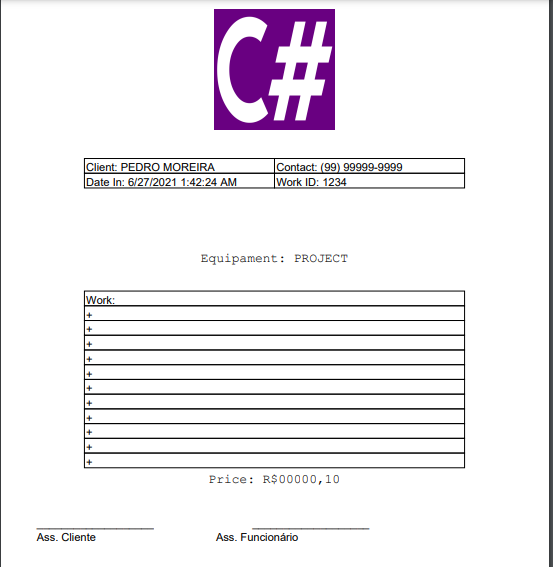 C#
Client: PEDRO MOREIRA Contact: (99) 99999-9999
Date In: 6/27/2021 1:42:24 AM Work ID: 1234
Equipament: PROJECT
Work:
+
+
+
+
+
+
+
+
+
+
+
Price: R$00000,10
Ass. Cliente Ass. Funcionário